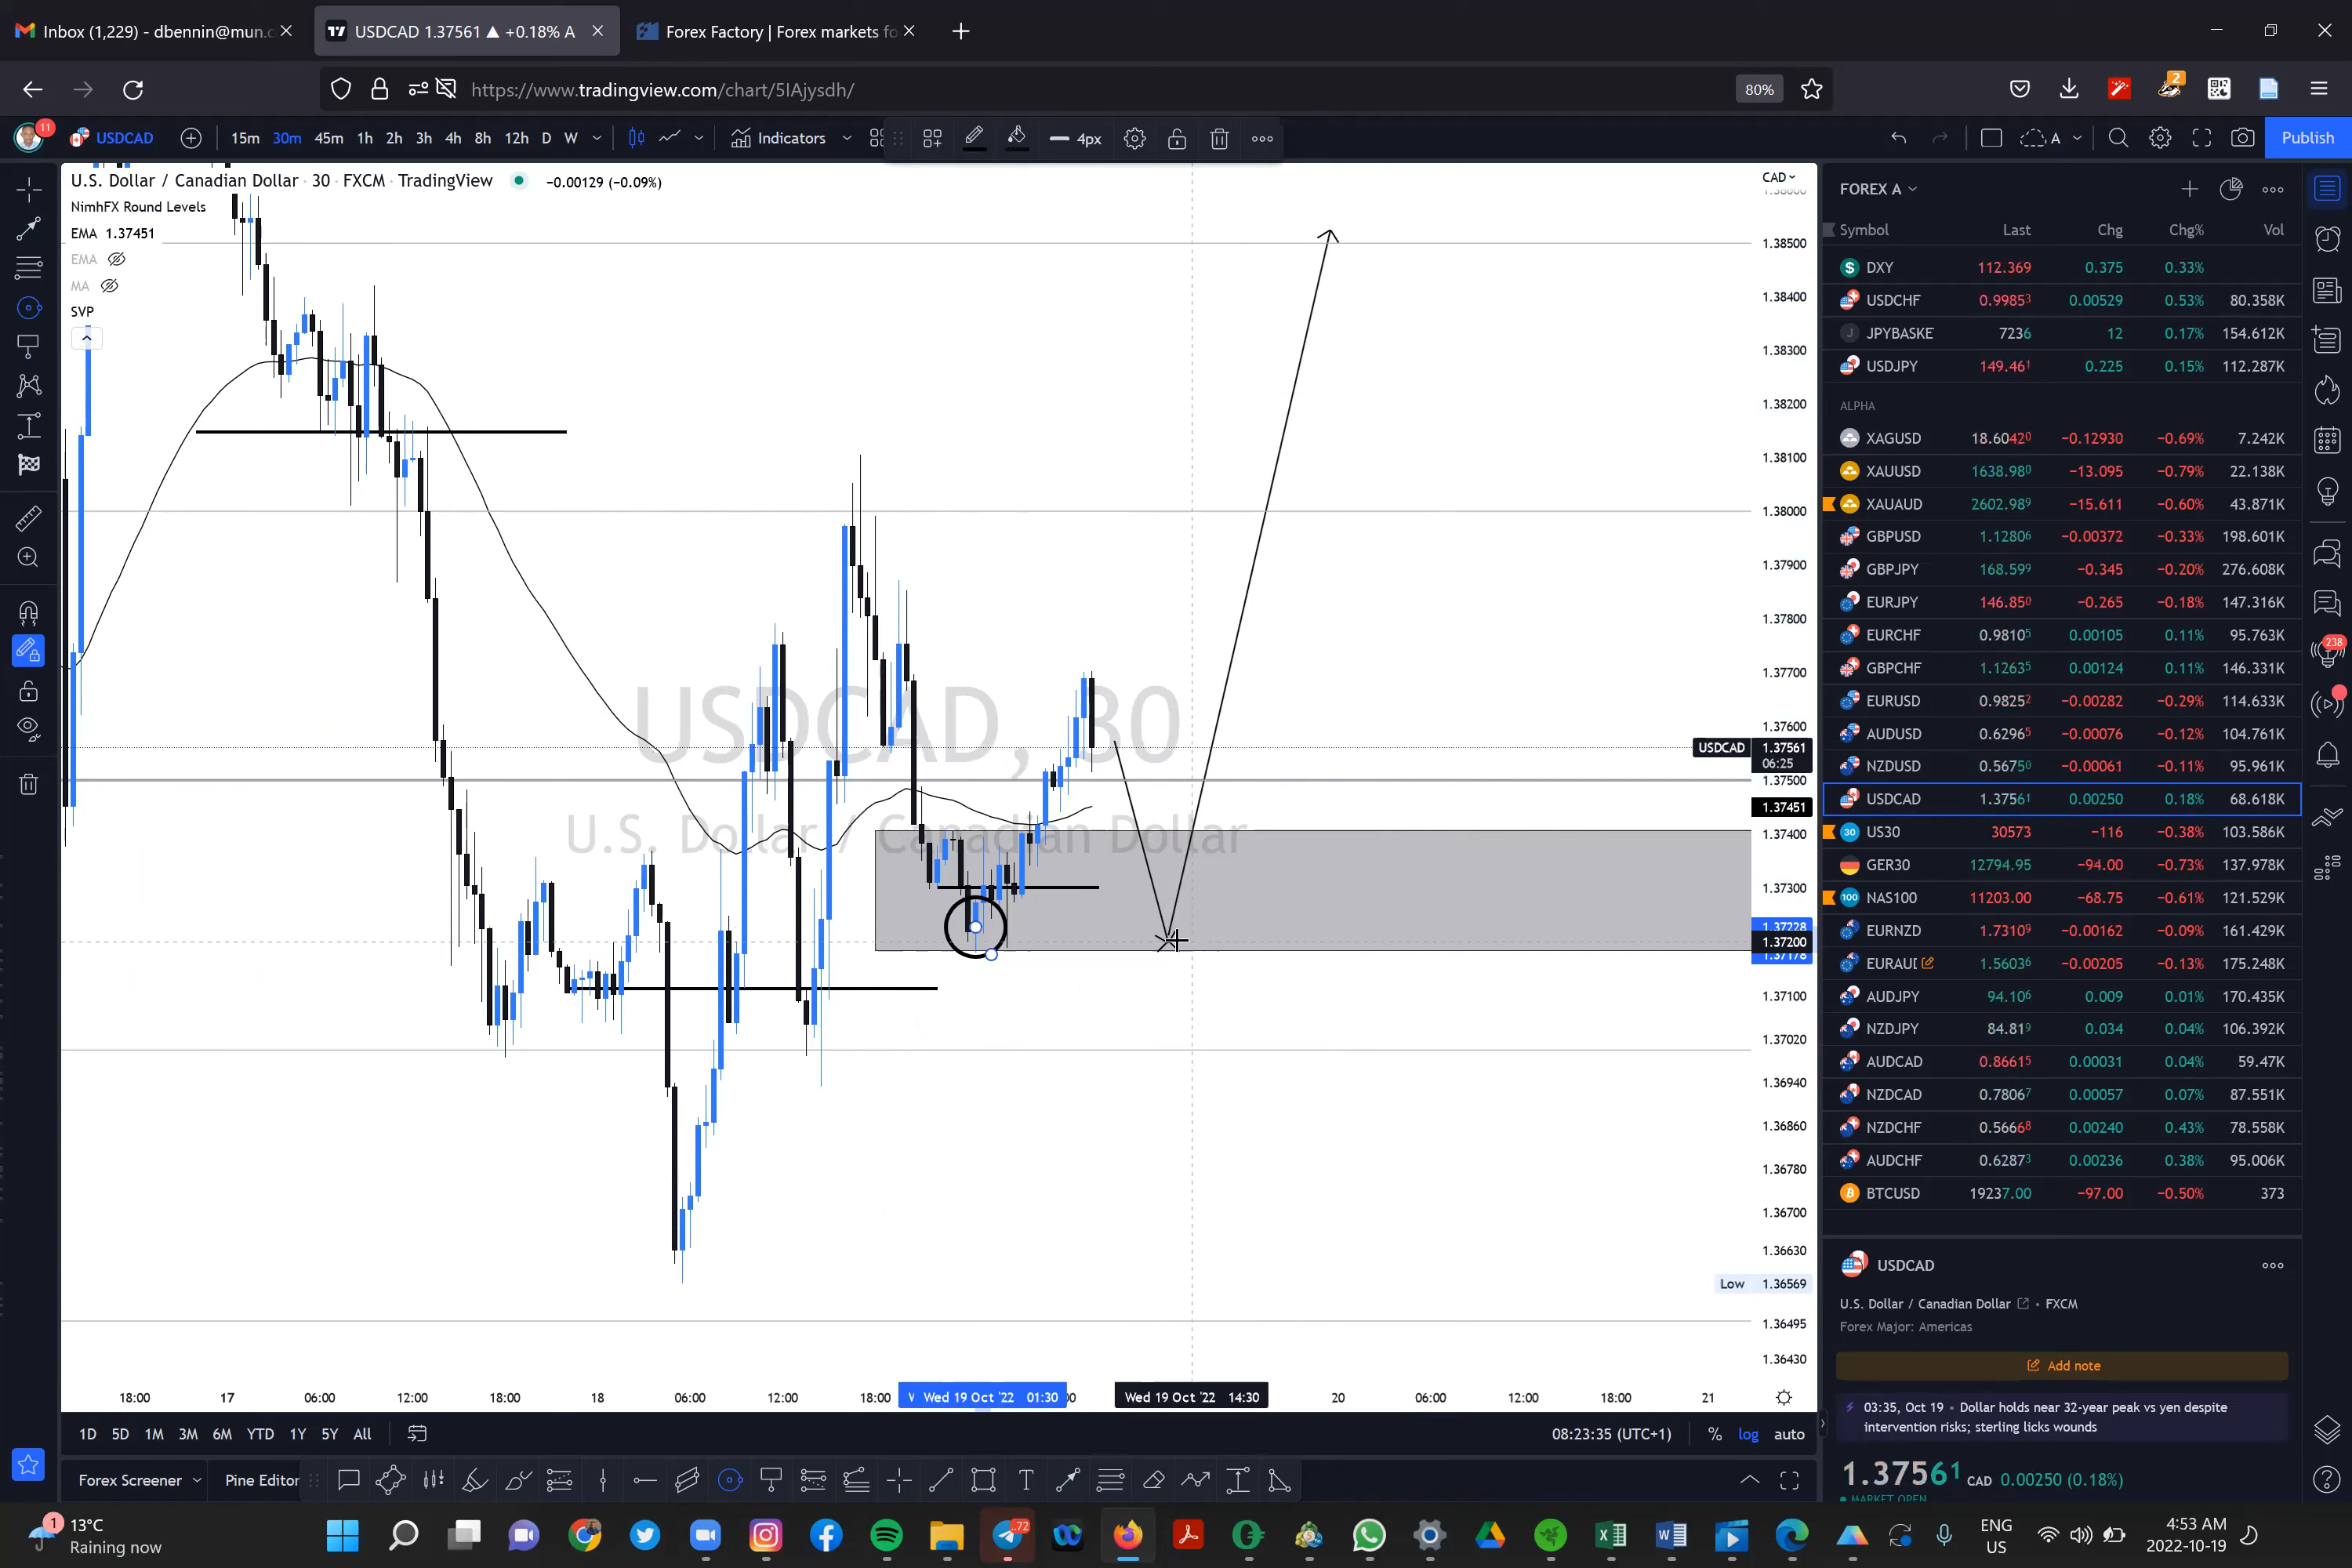 Inbox (1,229) - dbennin@mun.c
USDCAD 1.37561 ▲ +0.18% A
Forex Factory | Forex markets fo
https://www.tradingview.com/chart/5IAjysdh/
80%
2
11
USDCAD
15m 30m 45m 1h 2h 3h 4h 8h 12h D W
Indicators
4px
A
Publish
U.S. Dollar / Canadian Dollar · 30 · FXCM · TradingView
−0.00129 (−0.09%)
NimhFX Round Levels
EMA 1.37451
EMA
MA
SVP
CAD
1.38500
1.38400
1.38300
1.38200
1.38100
1.38000
1.37900
1.37800
1.37700
1.37600
USDCAD 1.37561
06:25
1.37500
1.37451
1.37400
1.37300
1.37228
1.37200
1.37178
1.37100
1.37020
1.36940
1.36860
1.36780
1.36700
1.36630
Low 1.36569
1.36495
1.36430
USDCAD, 30
U.S. Dollar / Canadian Dollar
18:00 17 06:00 12:00 18:00 18 06:00 12:00 18:00 Wed 19 Oct '22 01:30 Wed 19 Oct '22 14:30 20 06:00 12:00 18:00 21
1D 5D 1M 3M 6M YTD 1Y 5Y All
08:23:35 (UTC+1) % log auto
Forex Screener
Pine Editor
FOREX A
Symbol Last Chg Chg% Vol
DXY 112.369 0.375 0.33%
USDCHF 0.99853 0.00529 0.53% 80.358K
JPYBASKE 7236 12 0.17% 154.612K
USDJPY 149.461 0.225 0.15% 112.287K
ALPHA
XAGUSD 18.60420 −0.12930 −0.69% 7.242K
XAUUSD 1638.980 −13.095 −0.79% 22.138K
XAUAUD 2602.989 −15.611 −0.60% 43.871K
GBPUSD 1.12806 −0.00372 −0.33% 198.601K
GBPJPY 168.599 −0.345 −0.20% 276.608K
EURJPY 146.850 −0.265 −0.18% 147.316K
EURCHF 0.98105 0.00105 0.11% 95.763K
GBPCHF 1.12635 0.00124 0.11% 146.331K
EURUSD 0.98252 −0.00282 −0.29% 114.633K
AUDUSD 0.62965 −0.00076 −0.12% 104.761K
NZDUSD 0.56750 −0.00061 −0.11% 95.961K
USDCAD 1.37561 0.00250 0.18% 68.618K
30 US30 30573 −116 −0.38% 103.586K
GER30 12794.95 −94.00 −0.73% 137.978K
100 NAS100 11203.00 −68.75 −0.61% 121.529K
EURNZD 1.73109 −0.00162 −0.09% 161.429K
EURAUD 1.56036 −0.00205 −0.13% 175.248K
AUDJPY 94.106 0.009 0.01% 170.435K
NZDJPY 84.819 0.034 0.04% 106.392K
AUDCAD 0.86615 0.00031 0.04% 59.47K
NZDCAD 0.78067 0.00057 0.07% 87.551K
NZDCHF 0.56668 0.00240 0.43% 78.558K
AUDCHF 0.62873 0.00236 0.38% 95.006K
BTCUSD 19237.00 −97.00 −0.50% 373
238
USDCAD
U.S. Dollar / Canadian Dollar • FXCM
Forex Major: Americas
Add note
03:35, Oct 19 • Dollar holds near 32-year peak vs yen despite
intervention risks; sterling licks wounds
1.37561 CAD 0.00250 (0.18%)
MARKET OPEN
1
13°C
Raining now
72
ENG
US
4:53 AM
2022-10-19